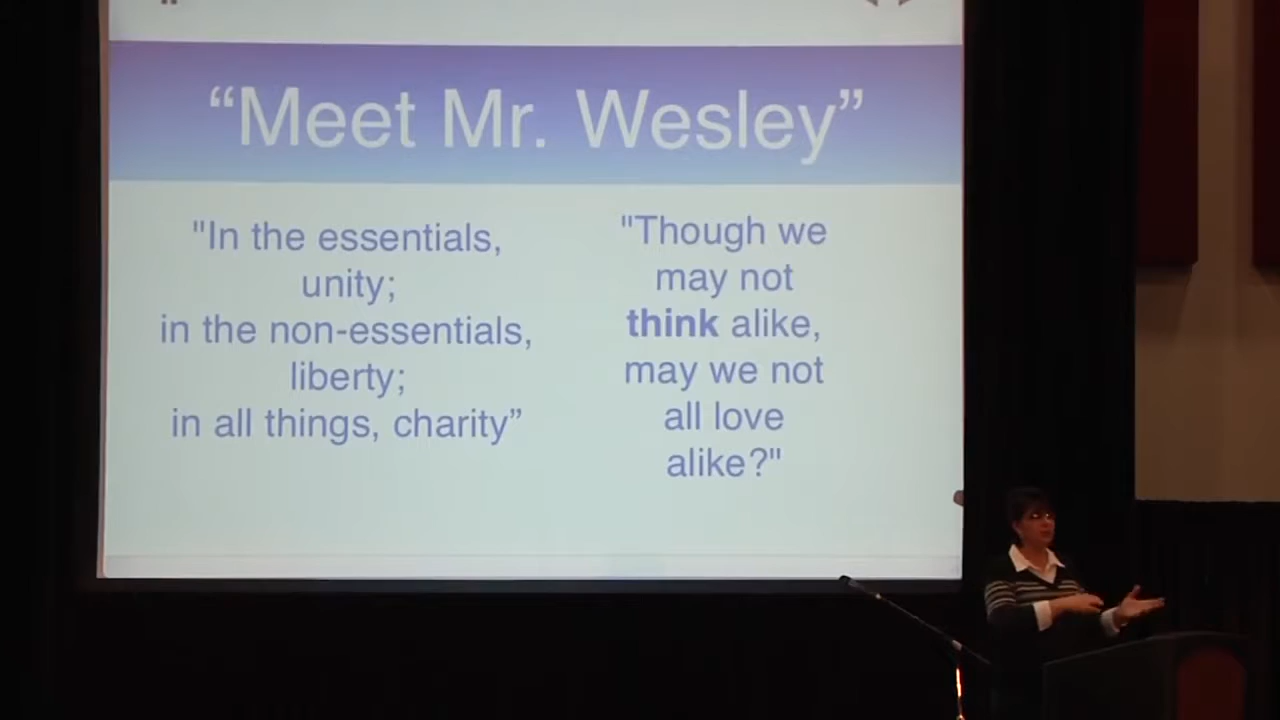 “Meet Mr. Wesley”
"In the essentials,
unity;
in the non-essentials,
liberty;
in all things, charity”
"Though we
may not
think alike,
may we not
all love
alike?"